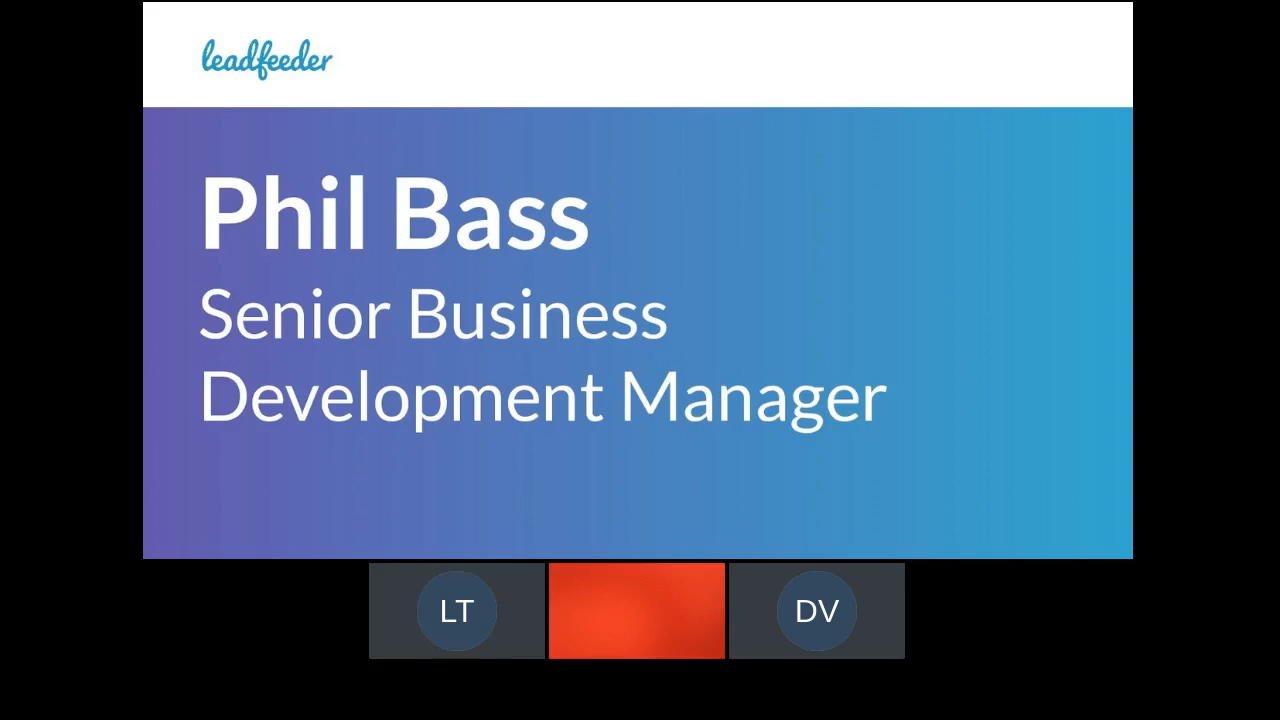 leadfeeder
Phil Bass
Senior Business
Development Manager
LT
DV